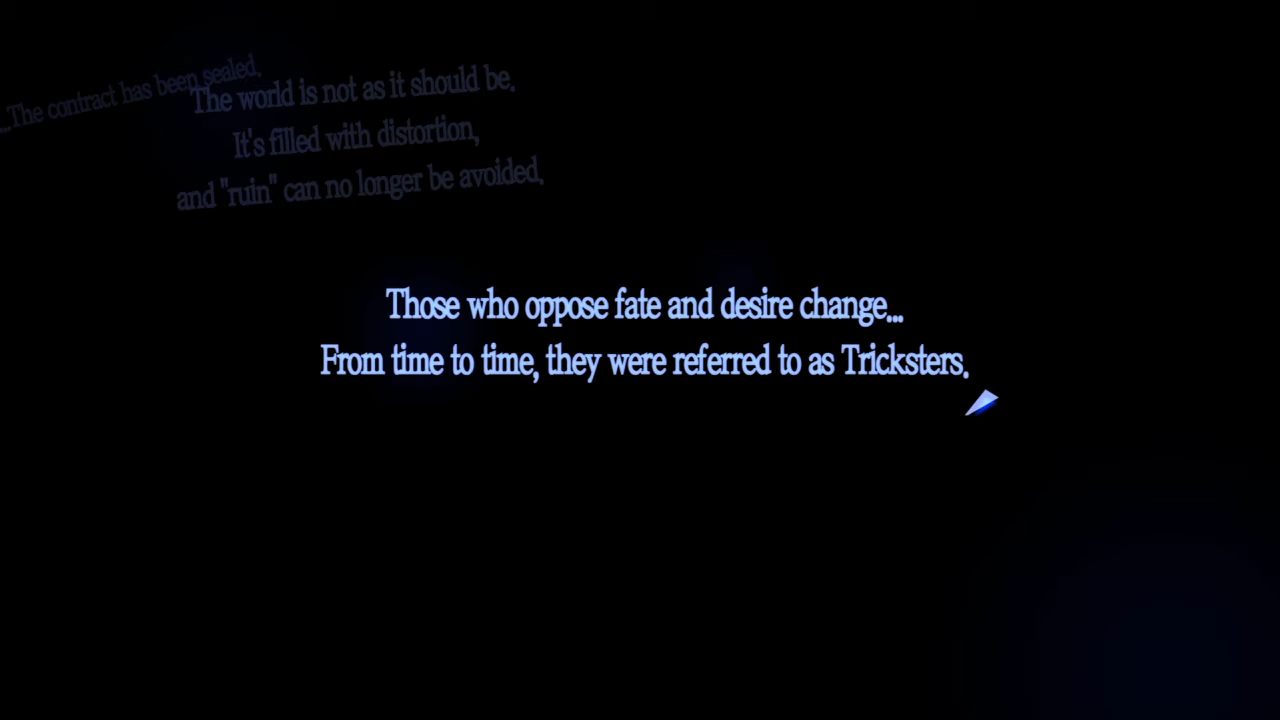 ...The contract has been sealed.
The world is not as it should be.
It's filled with distortion,
and "ruin" can no longer be avoided.
Those who oppose fate and desire change...
From time to time, they were referred to as Tricksters.